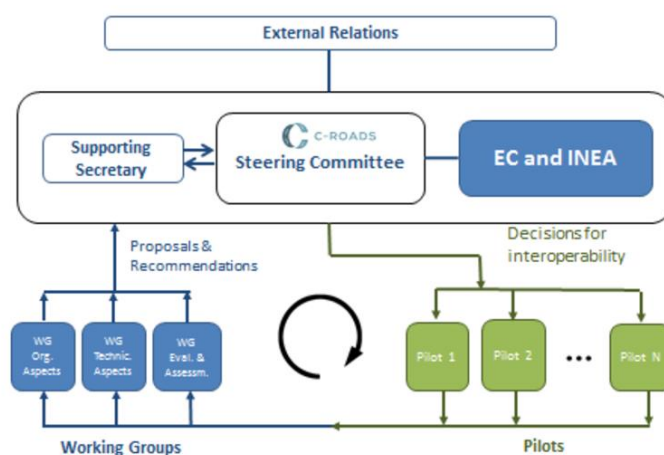 External Relations
C-ROADS
Supporting
Secretary
Steering Committee
EC and INEA
Proposals &
Recommendations
Decisions for
interoperability
WG
Org.
Aspects
WG
Technic.
Aspects
WG
Eval. &
Assessm.
Pilot 1
Pilot 2
...
Pilot N
Working Groups
Pilots